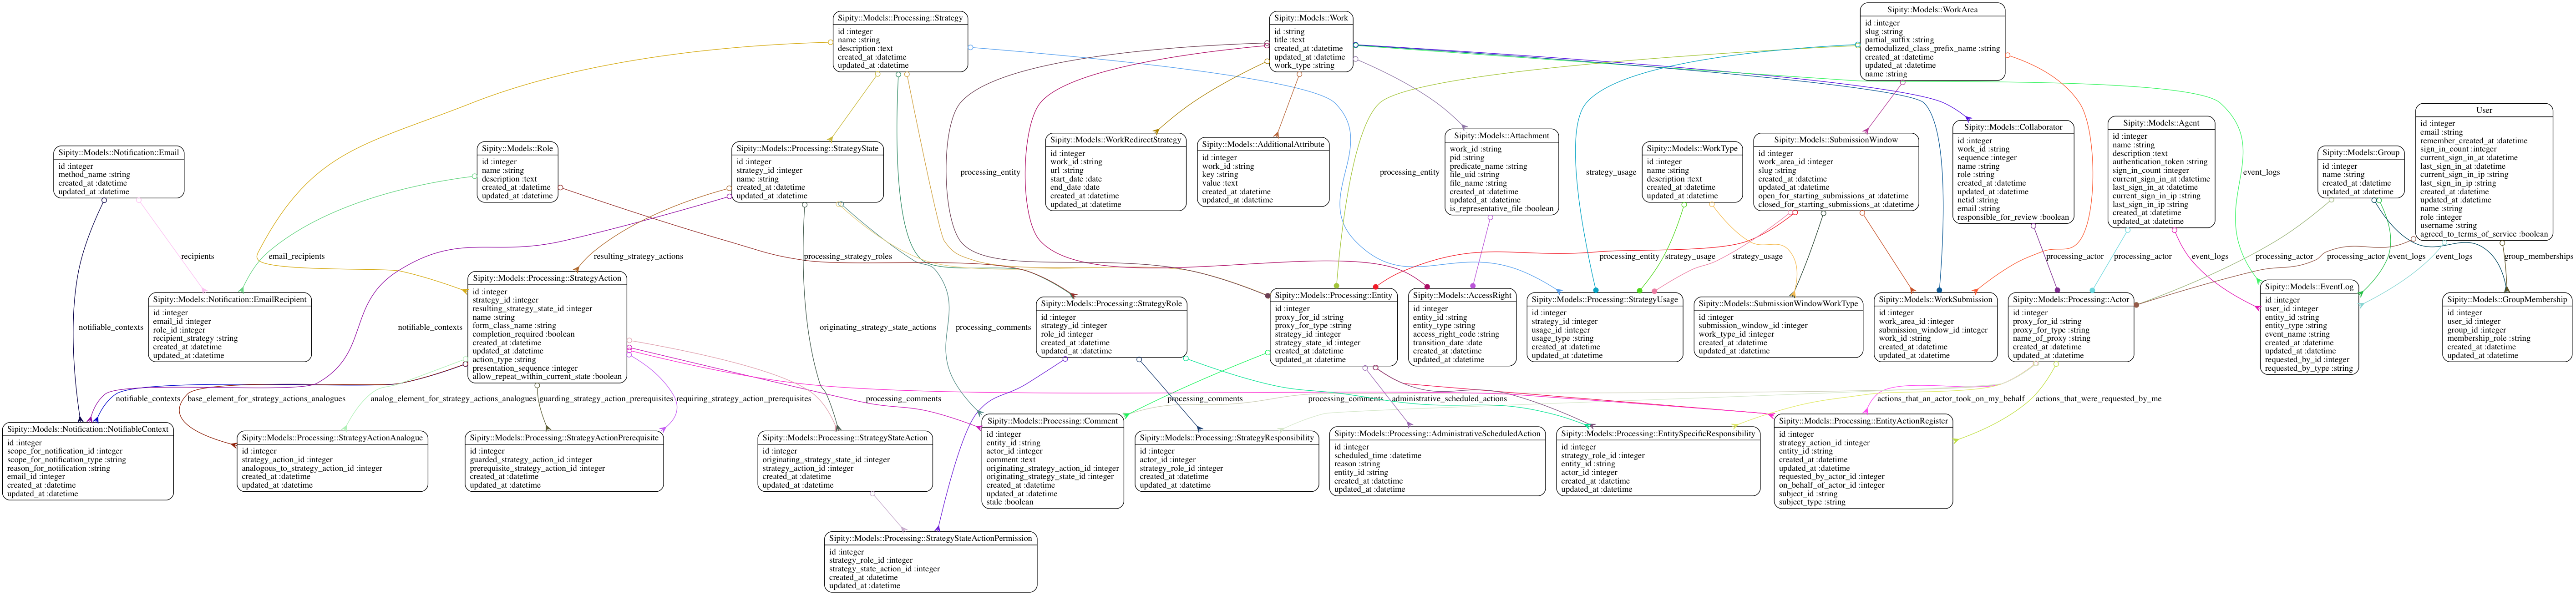 Sipity::Models::Processing::Strategy
id :integer
name :string
description :text
created_at :datetime
updated_at :datetime
Sipity::Models::Work
id :string
title :text
created_at :datetime
updated_at :datetime
work_type :string
Sipity::Models::WorkArea
id :integer
slug :string
partial_suffix :string
demodulized_class_prefix_name :string
created_at :datetime
updated_at :datetime
name :string
Sipity::Models::Notification::Email
id :integer
method_name :string
created_at :datetime
updated_at :datetime
Sipity::Models::Role
id :integer
name :string
description :text
created_at :datetime
updated_at :datetime
Sipity::Models::Processing::StrategyState
id :integer
strategy_id :integer
name :string
created_at :datetime
updated_at :datetime
processing_entity
Sipity::Models::WorkRedirectStrategy
id :integer
work_id :string
url :string
start_date :date
end_date :date
created_at :datetime
updated_at :datetime
Sipity::Models::AdditionalAttribute
id :integer
work_id :string
key :string
value :text
created_at :datetime
updated_at :datetime
processing_entity
Sipity::Models::Attachment
work_id :string
pid :string
predicate_name :string
file_uid :string
file_name :string
created_at :datetime
updated_at :datetime
is_representative_file :boolean
strategy_usage
Sipity::Models::WorkType
id :integer
name :string
description :text
created_at :datetime
updated_at :datetime
Sipity::Models::SubmissionWindow
id :integer
work_area_id :integer
slug :string
created_at :datetime
updated_at :datetime
open_for_starting_submissions_at :datetime
closed_for_starting_submissions_at :datetime
Sipity::Models::Collaborator
id :integer
work_id :string
sequence :integer
name :string
role :string
created_at :datetime
updated_at :datetime
netid :string
email :string
responsible_for_review :boolean
Sipity::Models::Agent
id :integer
name :string
description :text
authentication_token :string
sign_in_count :integer
current_sign_in_at :datetime
last_sign_in_at :datetime
current_sign_in_ip :string
last_sign_in_ip :string
created_at :datetime
updated_at :datetime
event_logs
Sipity::Models::Group
id :integer
name :string
created_at :datetime
updated_at :datetime
User
id :integer
email :string
remember_created_at :datetime
sign_in_count :integer
current_sign_in_at :datetime
last_sign_in_at :datetime
current_sign_in_ip :string
last_sign_in_ip :string
created_at :datetime
updated_at :datetime
name :string
role :integer
username :string
agreed_to_terms_of_service :boolean
recipients
email_recipients
resulting_strategy_actions
processing_strategy_roles
processing_entity
strategy_usage
strategy_usage
processing_actor
processing_actor
event_logs
processing_actor
processing_actor
event_logs
event_logs
group_memberships
Sipity::Models::Notification::EmailRecipient
id :integer
email_id :integer
role_id :integer
recipient_strategy :string
created_at :datetime
updated_at :datetime
Sipity::Models::Processing::StrategyAction
id :integer
strategy_id :integer
resulting_strategy_state_id :integer
name :string
form_class_name :string
completion_required :boolean
created_at :datetime
updated_at :datetime
action_type :string
presentation_sequence :integer
allow_repeat_within_current_state :boolean
Sipity::Models::Processing::StrategyRole
id :integer
strategy_id :integer
role_id :integer
created_at :datetime
updated_at :datetime
Sipity::Models::Processing::Entity
id :integer
proxy_for_id :string
proxy_for_type :string
strategy_id :integer
strategy_state_id :integer
created_at :datetime
updated_at :datetime
Sipity::Models::AccessRight
id :integer
entity_id :string
entity_type :string
access_right_code :string
transition_date :date
created_at :datetime
updated_at :datetime
Sipity::Models::Processing::StrategyUsage
id :integer
strategy_id :integer
usage_id :integer
usage_type :string
created_at :datetime
updated_at :datetime
Sipity::Models::SubmissionWindowWorkType
id :integer
submission_window_id :integer
work_type_id :integer
created_at :datetime
updated_at :datetime
Sipity::Models::WorkSubmission
id :integer
work_area_id :integer
submission_window_id :integer
work_id :string
created_at :datetime
updated_at :datetime
Sipity::Models::Processing::Actor
id :integer
proxy_for_id :string
proxy_for_type :string
name_of_proxy :string
created_at :datetime
updated_at :datetime
Sipity::Models::EventLog
id :integer
user_id :integer
entity_id :string
entity_type :string
event_name :string
created_at :datetime
updated_at :datetime
requested_by_id :integer
requested_by_type :string
Sipity::Models::GroupMembership
id :integer
user_id :integer
group_id :integer
membership_role :string
created_at :datetime
updated_at :datetime
notifiable_contexts
notifiable_contexts
originating_strategy_state_actions
processing_comments
notifiable_contexts
base_element_for_strategy_actions_analogues
analog_element_for_strategy_actions_analogues
guarding_strategy_action_prerequisites
requiring_strategy_action_prerequisites
processing_comments
processing_comments
processing_comments
administrative_scheduled_actions
actions_that_an_actor_took_on_my_behalf
actions_that_were_requested_by_me
Sipity::Models::Notification::NotifiableContext
id :integer
scope_for_notification_id :integer
scope_for_notification_type :string
reason_for_notification :string
email_id :integer
created_at :datetime
updated_at :datetime
Sipity::Models::Processing::StrategyActionAnalogue
id :integer
strategy_action_id :integer
analogous_to_strategy_action_id :integer
created_at :datetime
updated_at :datetime
Sipity::Models::Processing::StrategyActionPrerequisite
id :integer
guarded_strategy_action_id :integer
prerequisite_strategy_action_id :integer
created_at :datetime
updated_at :datetime
Sipity::Models::Processing::StrategyStateAction
id :integer
originating_strategy_state_id :integer
strategy_action_id :integer
created_at :datetime
updated_at :datetime
Sipity::Models::Processing::Comment
id :integer
entity_id :string
actor_id :integer
comment :text
originating_strategy_action_id :integer
originating_strategy_state_id :integer
created_at :datetime
updated_at :datetime
stale :boolean
Sipity::Models::Processing::StrategyResponsibility
id :integer
actor_id :integer
strategy_role_id :integer
created_at :datetime
updated_at :datetime
Sipity::Models::Processing::AdministrativeScheduledAction
id :integer
scheduled_time :datetime
reason :string
entity_id :string
created_at :datetime
updated_at :datetime
Sipity::Models::Processing::EntitySpecificResponsibility
id :integer
strategy_role_id :integer
entity_id :string
actor_id :integer
created_at :datetime
updated_at :datetime
Sipity::Models::Processing::EntityActionRegister
id :integer
strategy_action_id :integer
entity_id :string
created_at :datetime
updated_at :datetime
requested_by_actor_id :integer
on_behalf_of_actor_id :integer
subject_id :string
subject_type :string
Sipity::Models::Processing::StrategyStateActionPermission
id :integer
strategy_role_id :integer
strategy_state_action_id :integer
created_at :datetime
updated_at :datetime